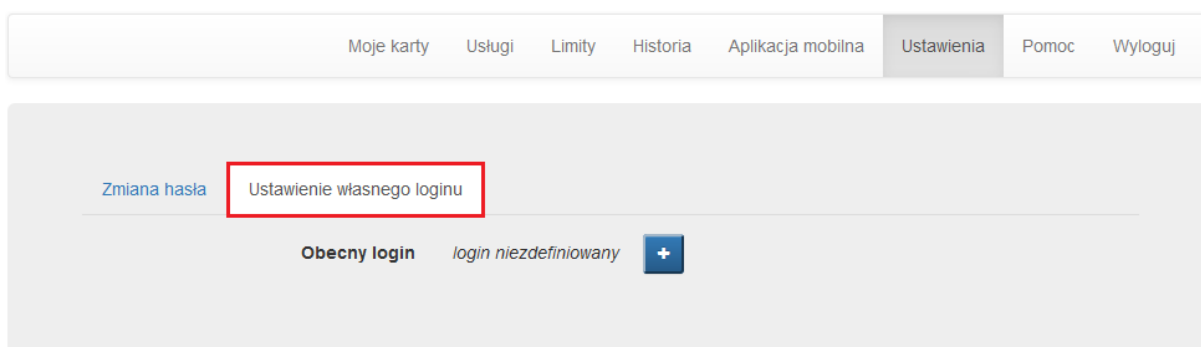 Moje karty Usługi Limity Historia Aplikacja mobilna Ustawienia Pomoc Wyloguj
Zmiana hasła Ustawienie własnego loginu
Obecny login login niezdefiniowany +